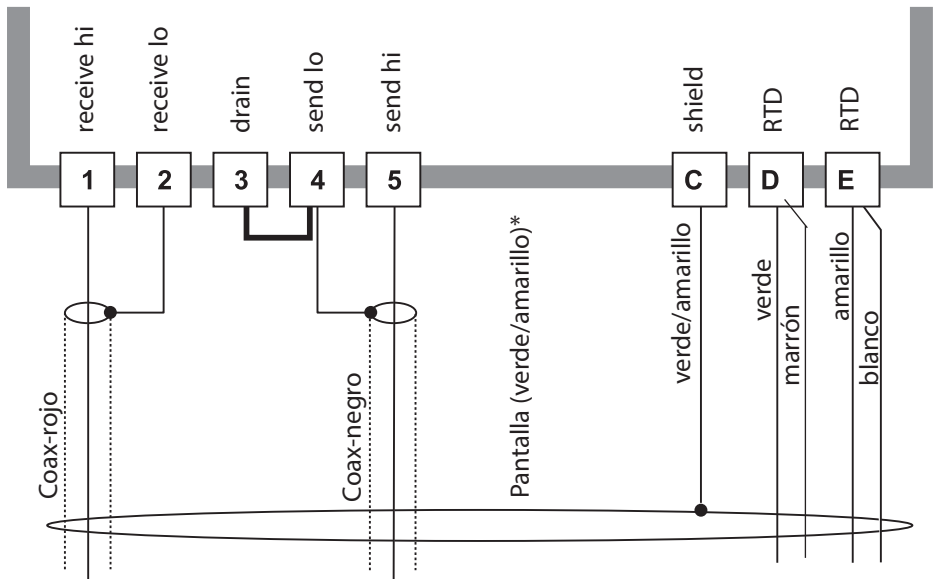 receive hi
receive lo
drain
send lo
send hi
shield
RTD
RTD
1
2
3
4
5
C
D
E
Coax-rojo
Coax-negro
Pantalla (verde/amarillo)*
verde/amarillo
verde
marrón
amarillo
blanco